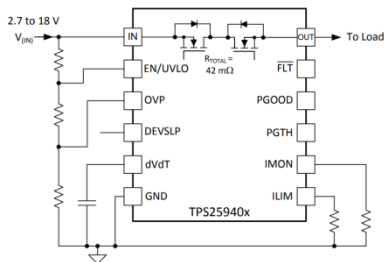 2.7 to 18 V
V(IN)
IN
OUT
To Load
EN/UVLO
RTOTAL =
42 mΩ
FLT
OVP
PGOOD
DEVSLP
PGTH
dVdT
IMON
GND
ILIM
TPS25940x